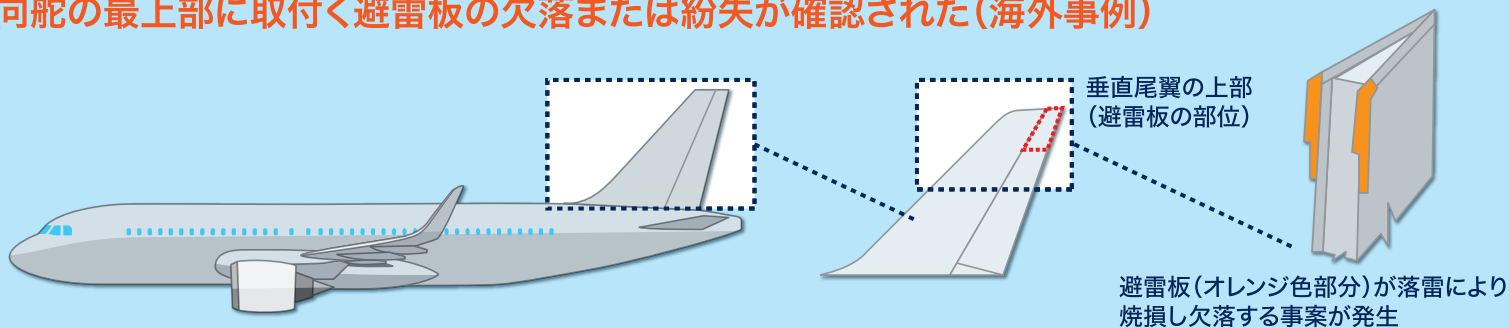 向舵の最上部に取付く避雷板の欠落または紛失が確認された（海外事例）
垂直尾翼の上部
（避雷板の部位）
避雷板（オレンジ色部分）が落雷により
焼損し欠落する事案が発生